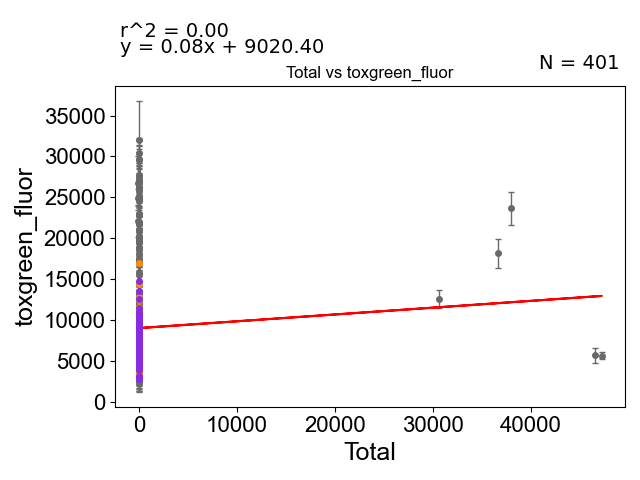 r^2 = 0.00
y = 0.08x + 9020.40
N = 401
Total vs toxgreen_fluor
35000
30000
25000
20000
15000
10000
5000
0
toxgreen_fluor
0 10000 20000 30000 40000
Total